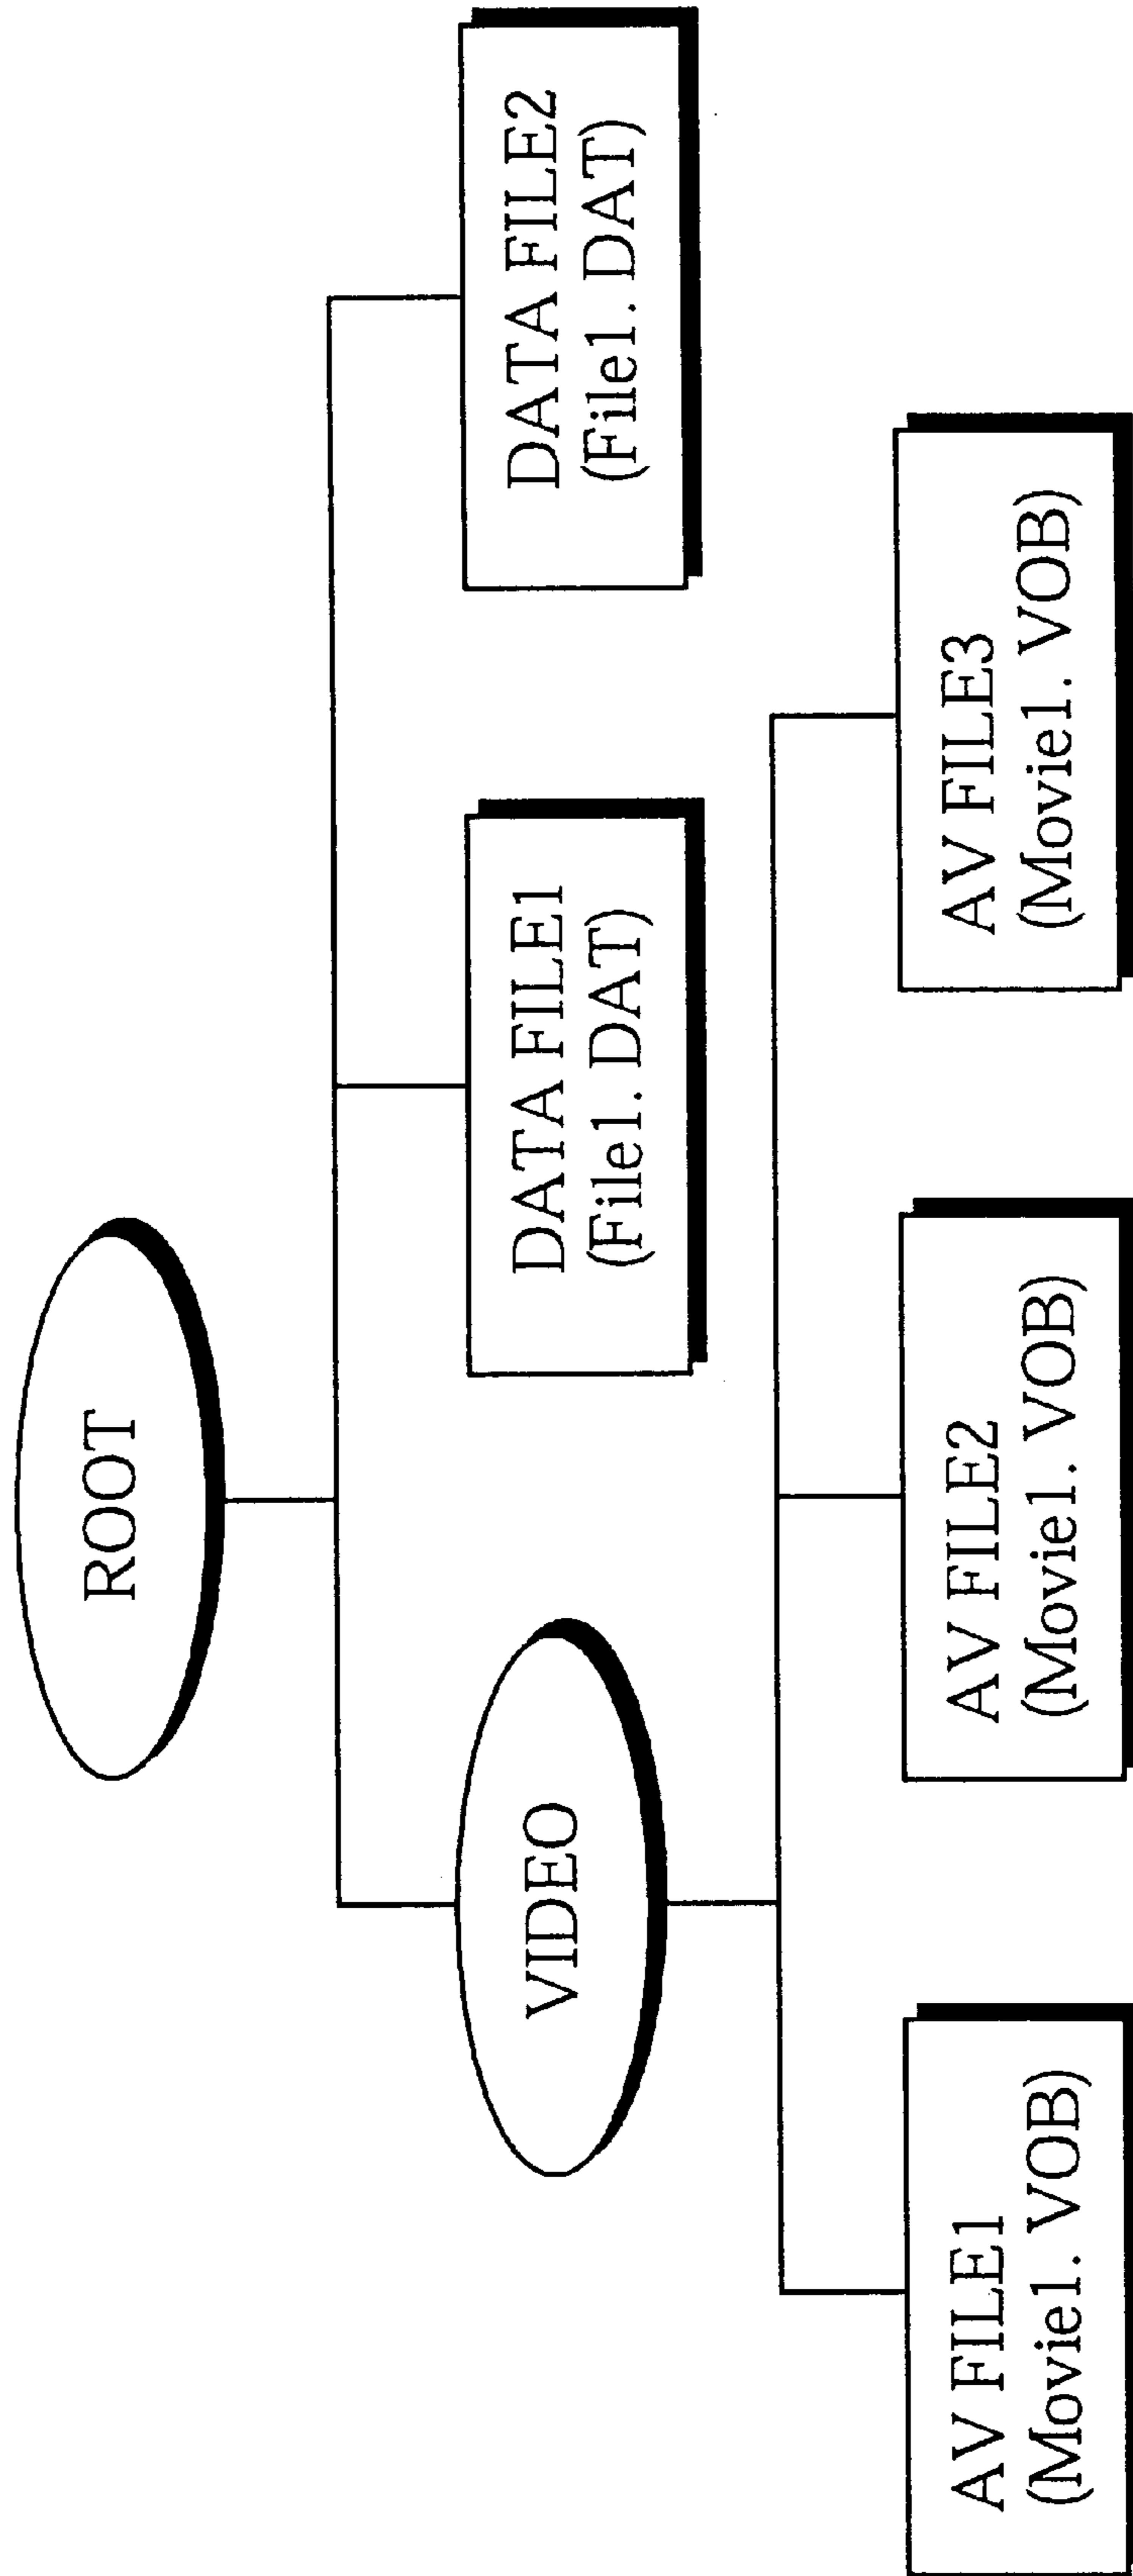 ROOT
VIDEO
DATA FILE1
(File1. DAT)
DATA FILE2
(File1. DAT)
AV FILE1
(Movie1. VOB)
AV FILE2
(Movie1. VOB)
AV FILE3
(Movie1. VOB)